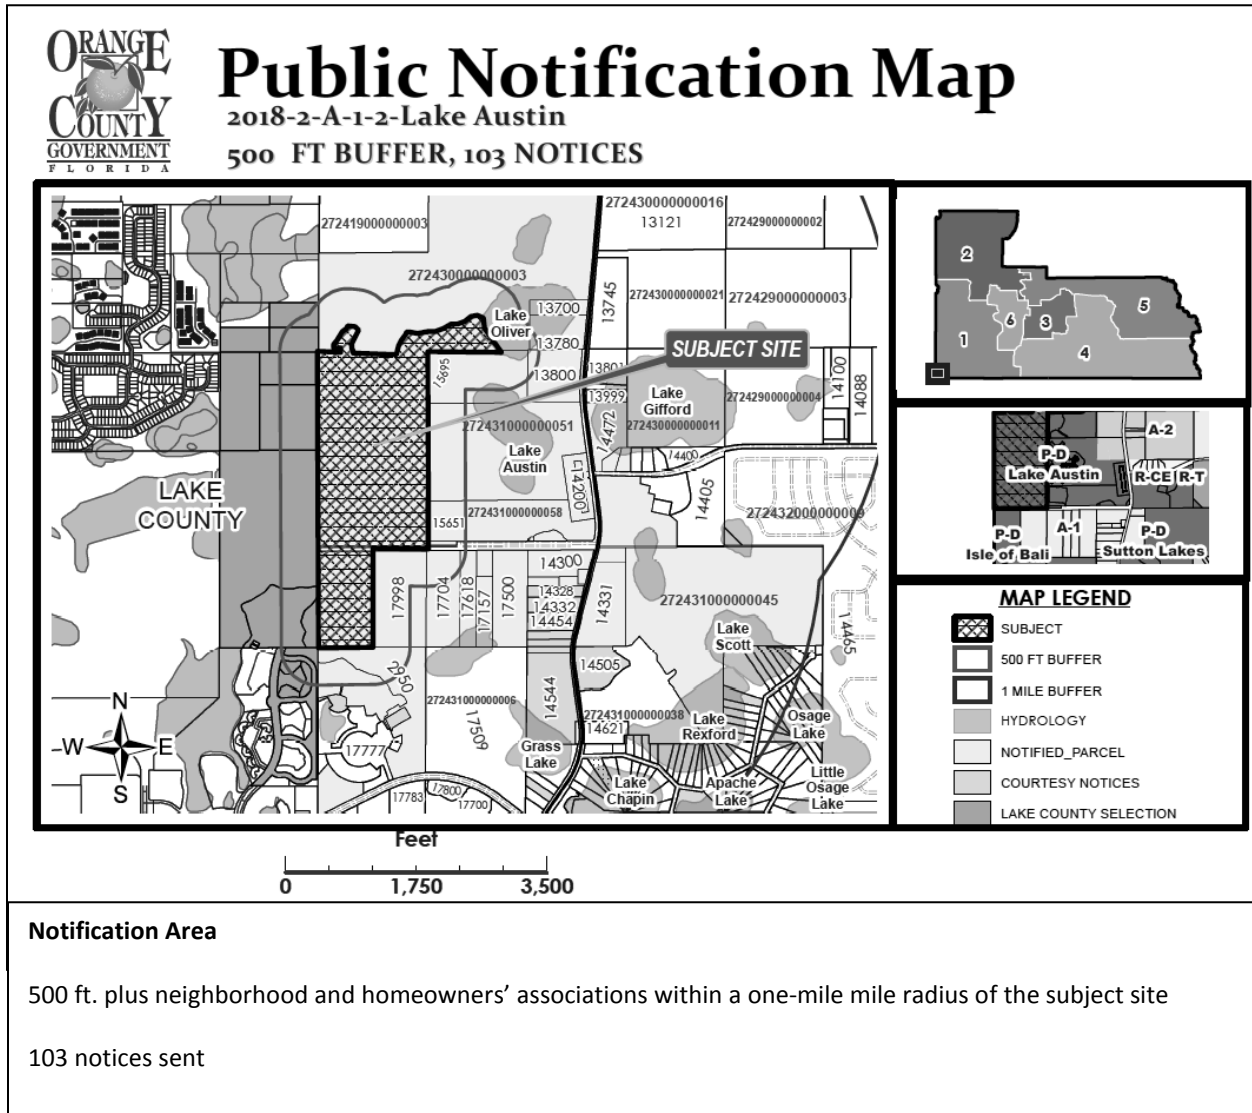 ORANGE
COUNTY
GOVERNMENT
FLORIDA
Public Notification Map
2018-2-A-1-2-Lake Austin
500 FT BUFFER, 103 NOTICES
272419000000003
272430000000016
13121
272429000000002
272430000000003
13745
272430000000021
272429000000003
13700
Lake
Oliver
13780
SUBJECT SITE
15695
13800
13801
13999
Lake
Gifford
272429000000004
14100
14088
272431000000051
14472
272430000000011
Lake
Austin
14400
LAKE
COUNTY
14200
14405
15651
272431000000058
272432000000009
17998
17704
17618
17157
17500
14300
14328
14332
14454
14331
272431000000045
Lake
Scott
14465
2950
14505
272431000000006
17509
14544
272431000000038
14621
Lake
Rexford
Osage
Lake
17777
Grass
Lake
Lake
Chapin
Apache
Lake
Little
Osage
Lake
17783
17800
17700
N
W
E
S
2
1
6
3
5
4
A-2
P-D
Lake Austin
R-CE
R-T
P-D
Isle of Bali
A-1
P-D
Sutton Lakes
MAP LEGEND
SUBJECT
500 FT BUFFER
1 MILE BUFFER
HYDROLOGY
NOTIFIED_PARCEL
COURTESY NOTICES
LAKE COUNTY SELECTION
Feet
0 1,750 3,500
Notification Area
500 ft. plus neighborhood and homeowners’ associations within a one-mile mile radius of the subject site
103 notices sent